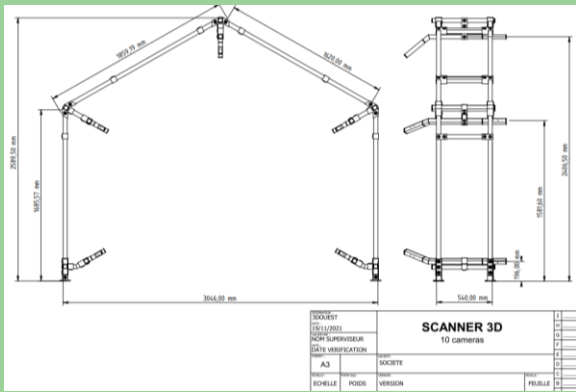 1859,19 mm
1620,00 mm
2589,50 mm
1685,57 mm
3046,00 mm
2406,50 mm
1581,60 mm
196,00 mm
540,00 mm
3DOUEST
19/11/2021
NOM SUPERVISEUR
DATE VERIFICATION
SCANNER 3D
10 cameras
A3
SOCIETE
ECHELLE
POIDS
VERSION
FEUILLE